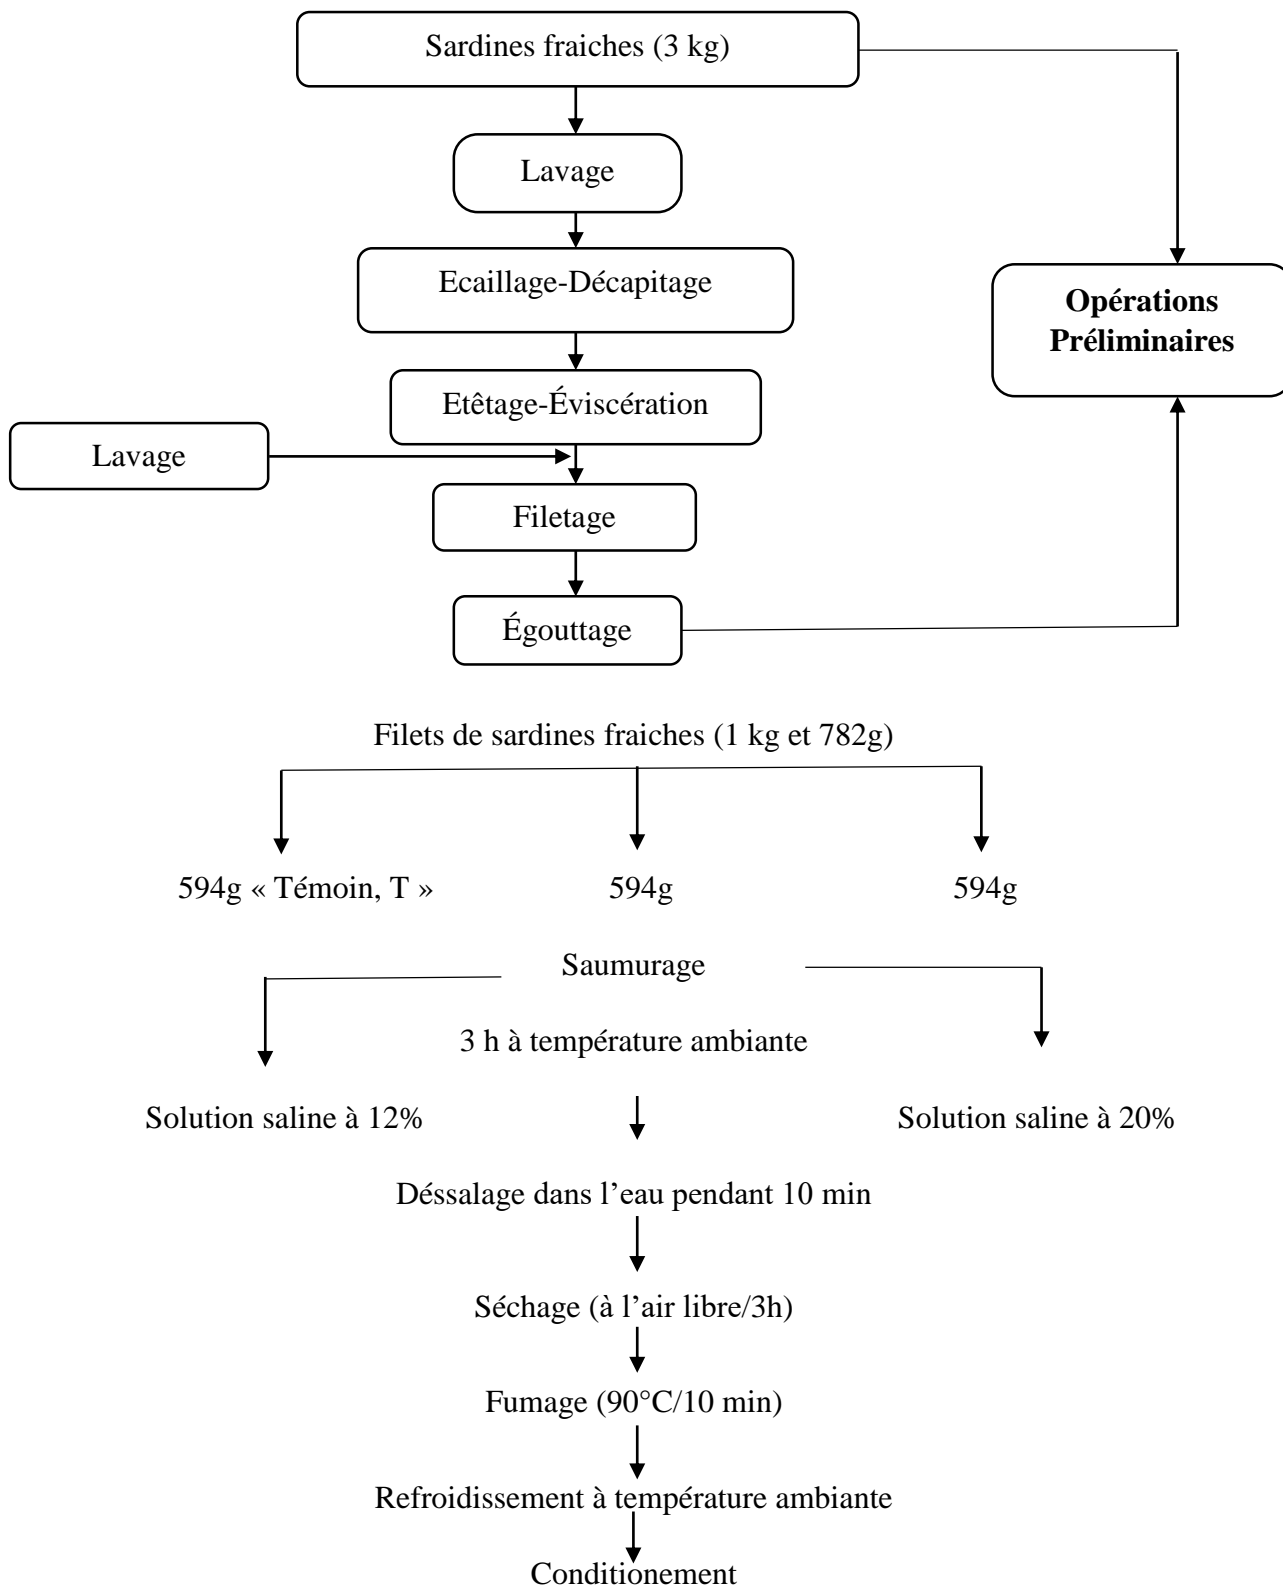 Sardines fraiches (3 kg)
Lavage
Ecaillage-Décapitage
Opérations
Préliminaires
Etêtage-Éviscération
Lavage
Filetage
Égouttage
Filets de sardines fraiches (1 kg et 782g)
594g « Témoin, T »
594g
594g
Saumurage
3 h à température ambiante
Solution saline à 12%
Solution saline à 20%
Déssalage dans l’eau pendant 10 min
Séchage (à l’air libre/3h)
Fumage (90°C/10 min)
Refroidissement à température ambiante
Conditionement